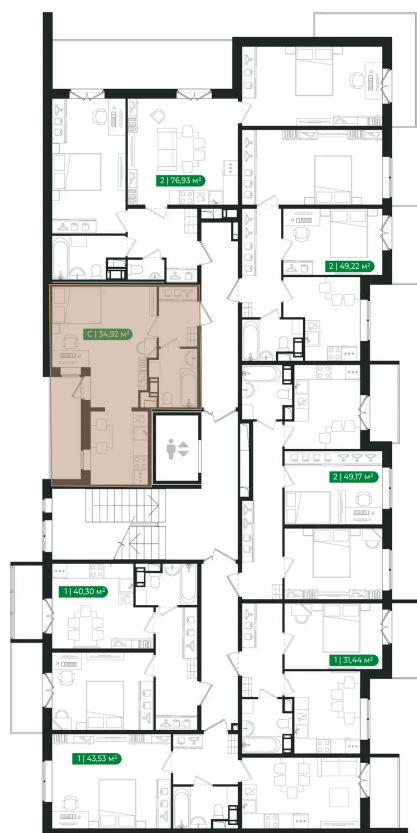 2 | 76,93 м²
2 | 49,22 м²
С | 34,92 м²
2 | 49,17 м²
1 | 40,30 м²
1 | 31,44 м²
1 | 43,53 м²